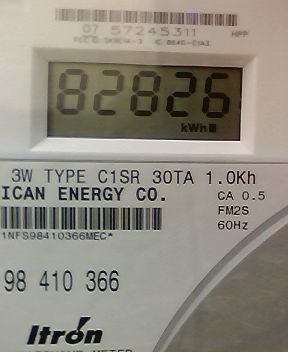 07 57245311 HPP
82826
kWh
3W TYPE C1SR 30TA 1.0Kh
ICAN ENERGY CO. CA 0.5
FM2S
1NFS98410366MEC* 60Hz
98 410 366
Itron